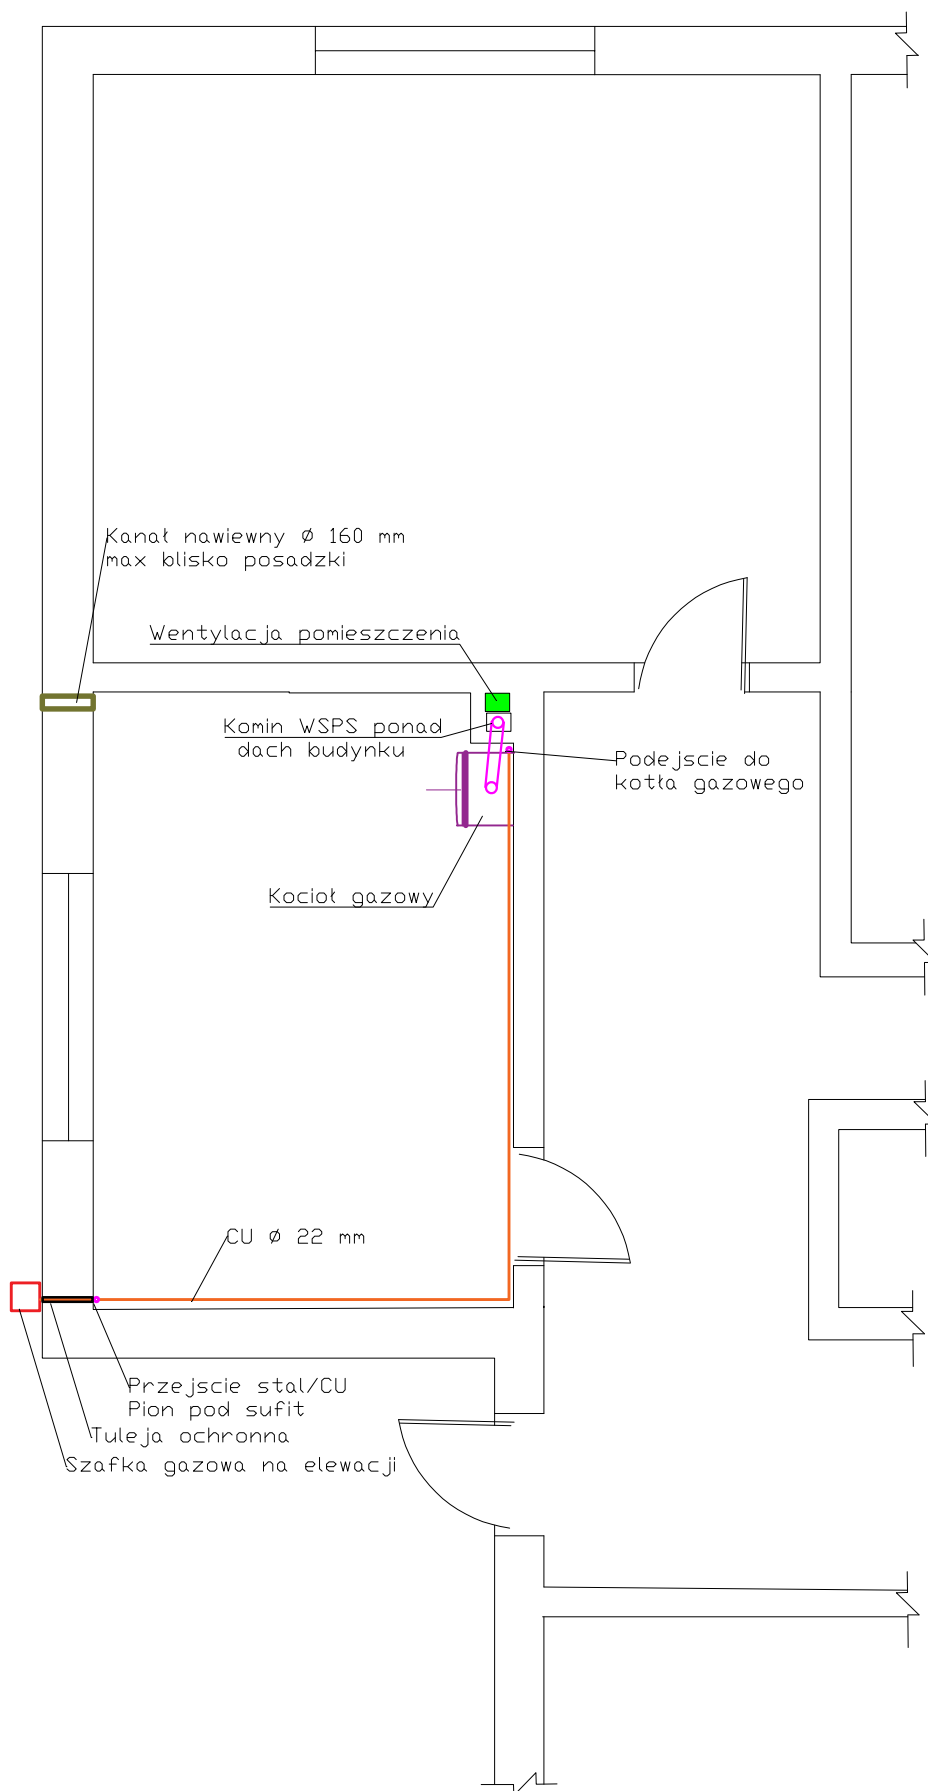 Kanał nawiewny Ø 160 mm
max blisko posadzki
Wentylacja pomieszczenia
Komin WSPS ponad
dach budynku
Podejscie do
kotła gazowego
Kocioł gazowy
CU Ø 22 mm
Przejscie stal/CU
Pion pod sufit
Tuleja ochronna
Szafka gazowa na elewacji